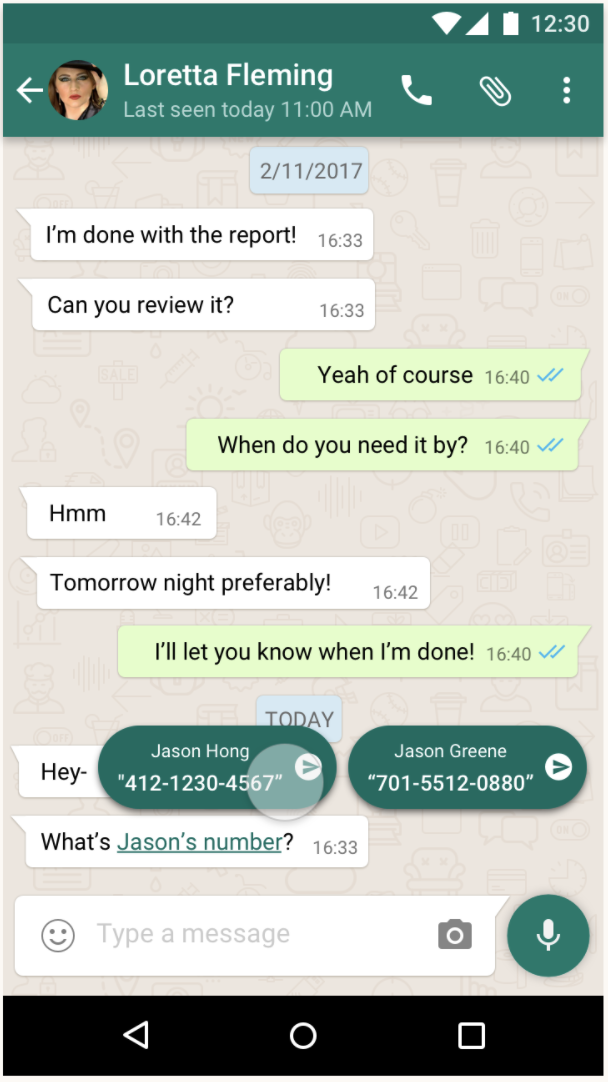 12:30
Loretta Fleming
Last seen today 11:00 AM
2/11/2017
I’m done with the report! 16:33
Can you review it? 16:33
Yeah of course 16:40
When do you need it by? 16:40
Hmm 16:42
Tomorrow night preferably! 16:42
I’ll let you know when I’m done! 16:40
TODAY
Hey-
Jason Hong
"412-1230-4567”
Jason Greene
“701-5512-0880”
What’s Jason’s number? 16:33
Type a message
SALE
ON
ON